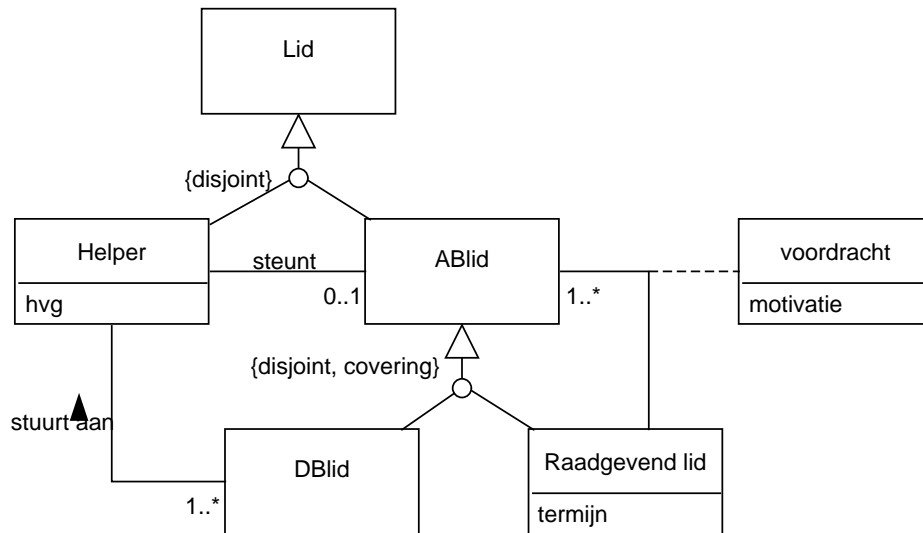 Lid
{disjoint}
Helper
hvg
steunt
0..1
ABlid
1..*
voordracht
motivatie
{disjoint, covering}
stuurt aan
1..*
DBlid
Raadgevend lid
termijn